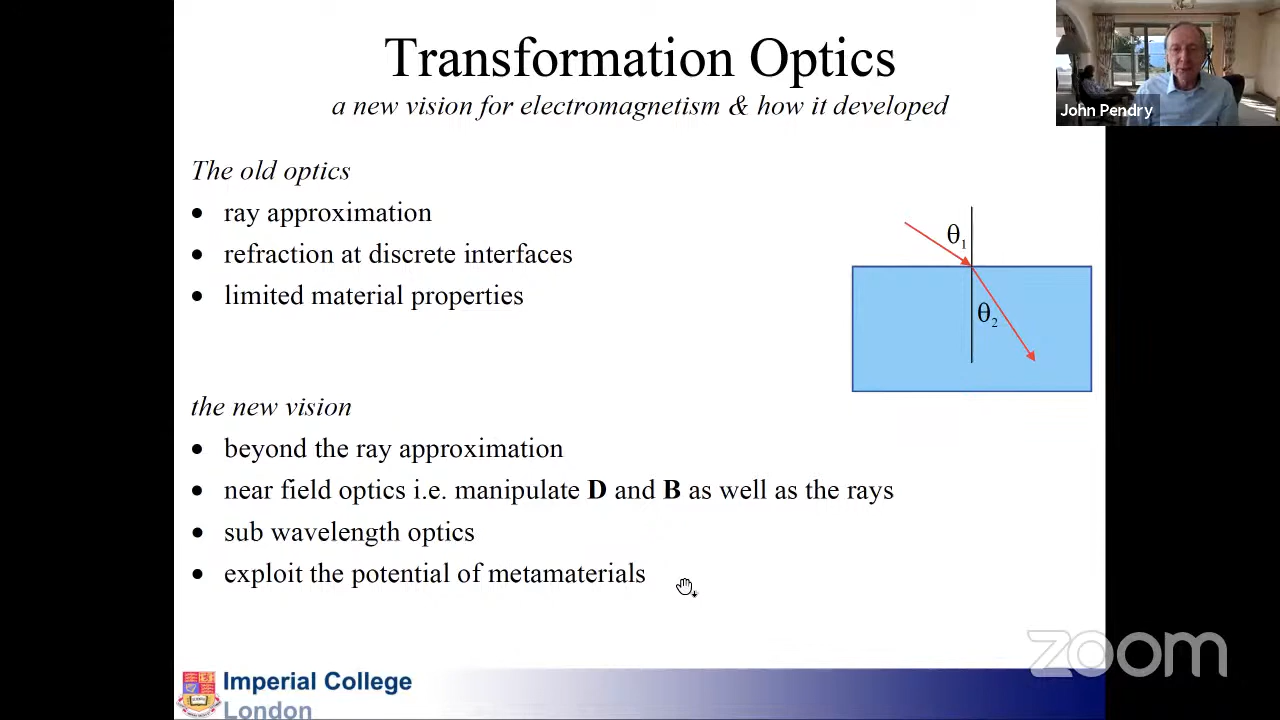 Transformation Optics
a new vision for electromagnetism & how it developed
John Pendry
The old optics
• ray approximation
• refraction at discrete interfaces
• limited material properties
θ1
θ2
the new vision
• beyond the ray approximation
• near field optics i.e. manipulate D and B as well as the rays
• sub wavelength optics
• exploit the potential of metamaterials
zoom
Imperial College
London